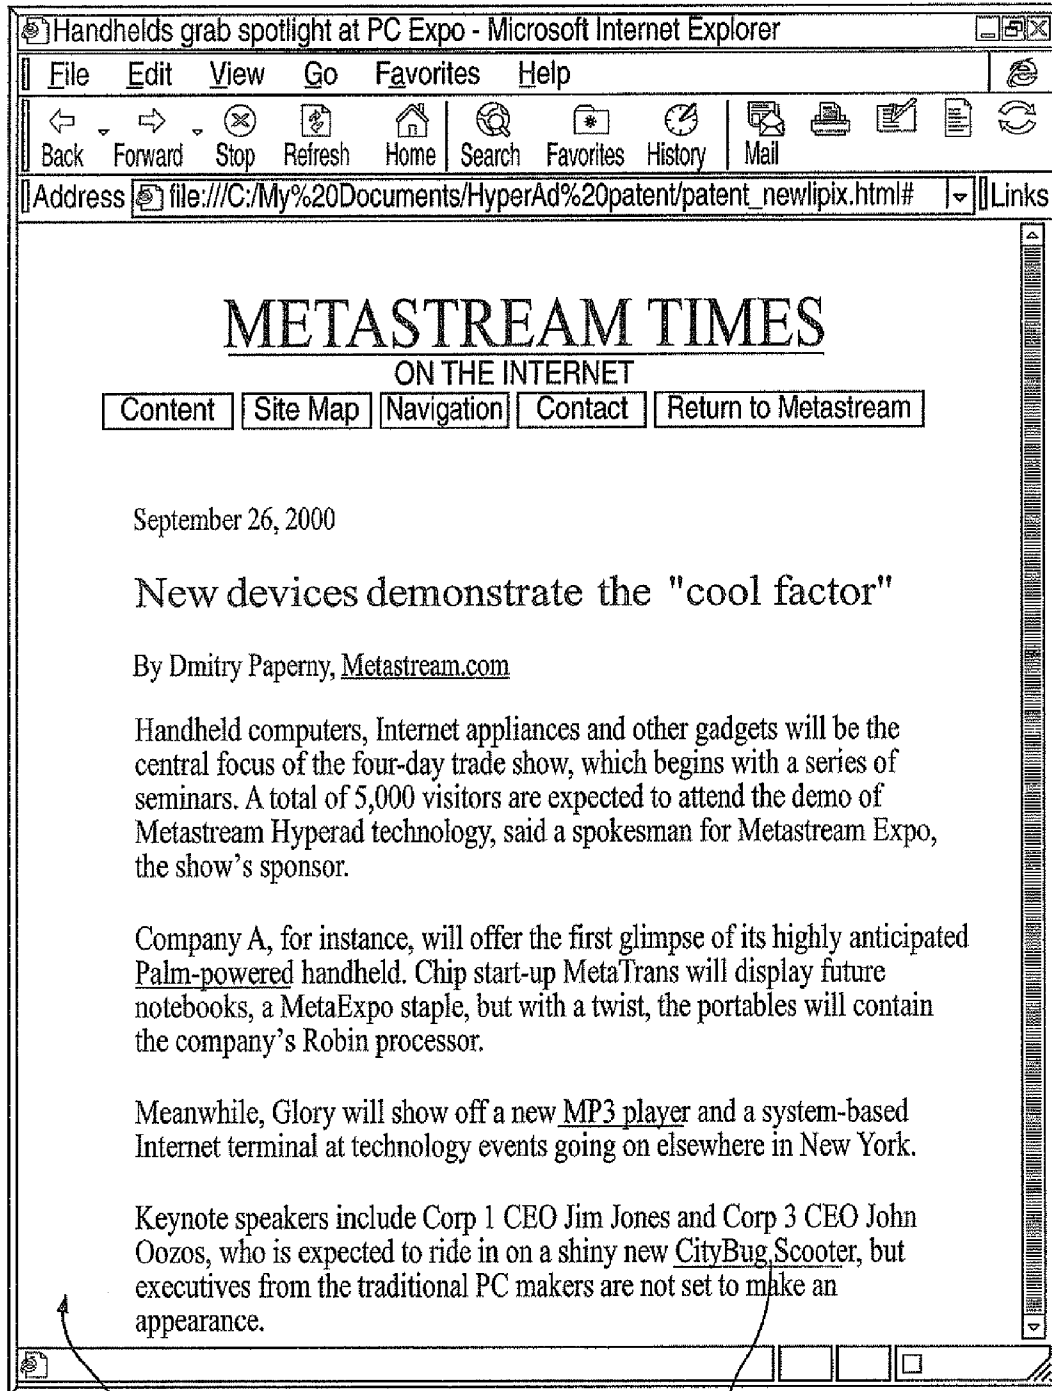 Handhelds grab spotlight at PC Expo - Microsoft Internet Explorer
File Edit View Go Favorites Help
Back Forward Stop Refresh Home Search Favorites History Mail
Address file:///C:/My%20Documents/HyperAd%20patent/patent_newlipix.html# Links
METASTREAM TIMES
ON THE INTERNET
Content Site Map Navigation Contact Return to Metastream
September 26, 2000
New devices demonstrate the "cool factor"
By Dmitry Paperny, Metastream.com
Handheld computers, Internet appliances and other gadgets will be the
central focus of the four-day trade show, which begins with a series of
seminars. A total of 5,000 visitors are expected to attend the demo of
Metastream Hyperad technology, said a spokesman for Metastream Expo,
the show's sponsor.
Company A, for instance, will offer the first glimpse of its highly anticipated
Palm-powered handheld. Chip start-up MetaTrans will display future
notebooks, a MetaExpo staple, but with a twist, the portables will contain
the company's Robin processor.
Meanwhile, Glory will show off a new MP3 player and a system-based
Internet terminal at technology events going on elsewhere in New York.
Keynote speakers include Corp 1 CEO Jim Jones and Corp 3 CEO John
Oozos, who is expected to ride in on a shiny new CityBug Scooter, but
executives from the traditional PC makers are not set to make an
appearance.